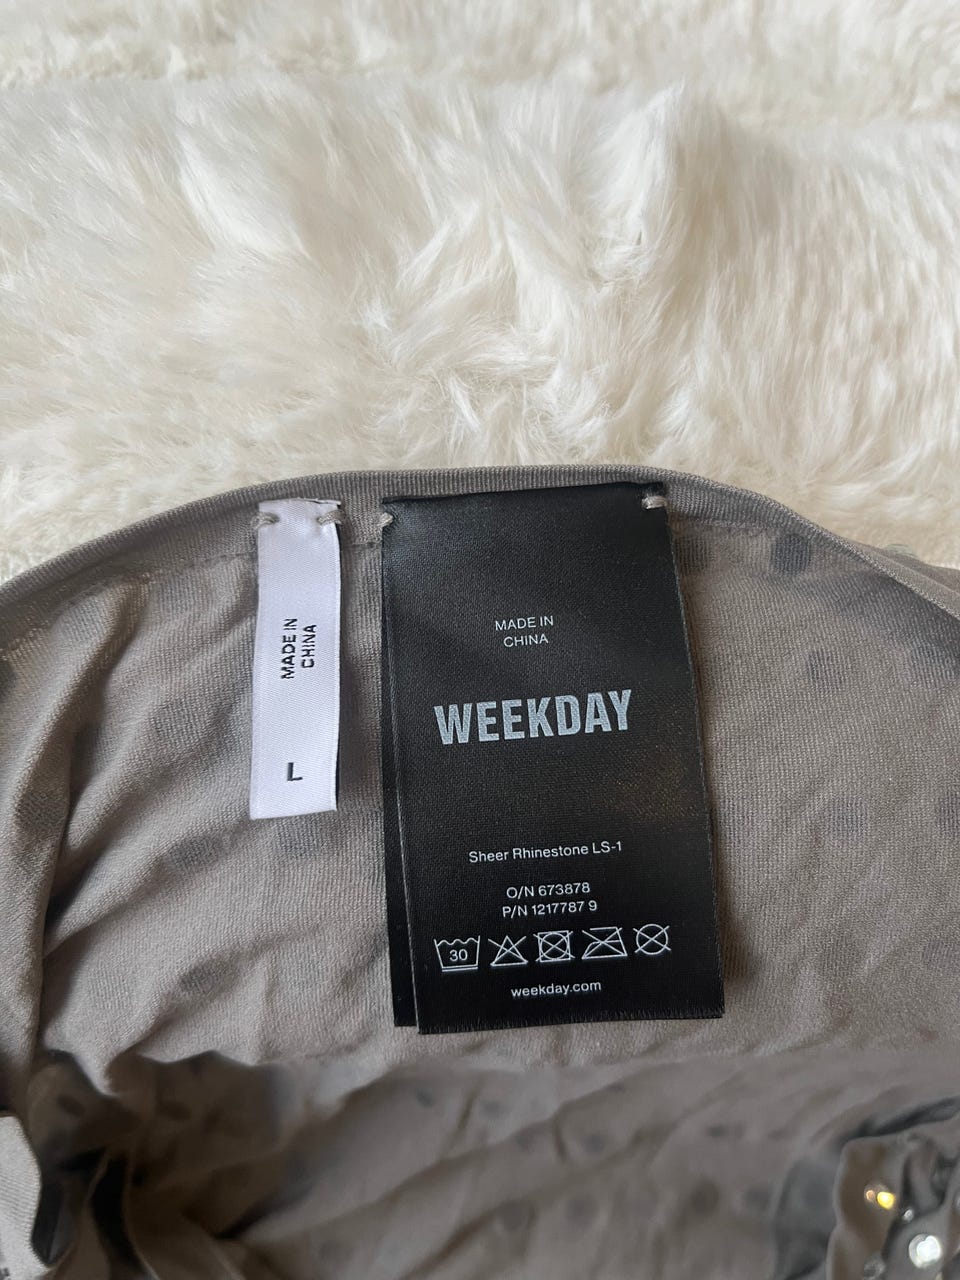 MADE IN
CHINA
L
MADE IN
CHINA
WEEKDAY
Sheer Rhinestone LS-1
O/N 673878
P/N 1217787 9
30
weekday.com